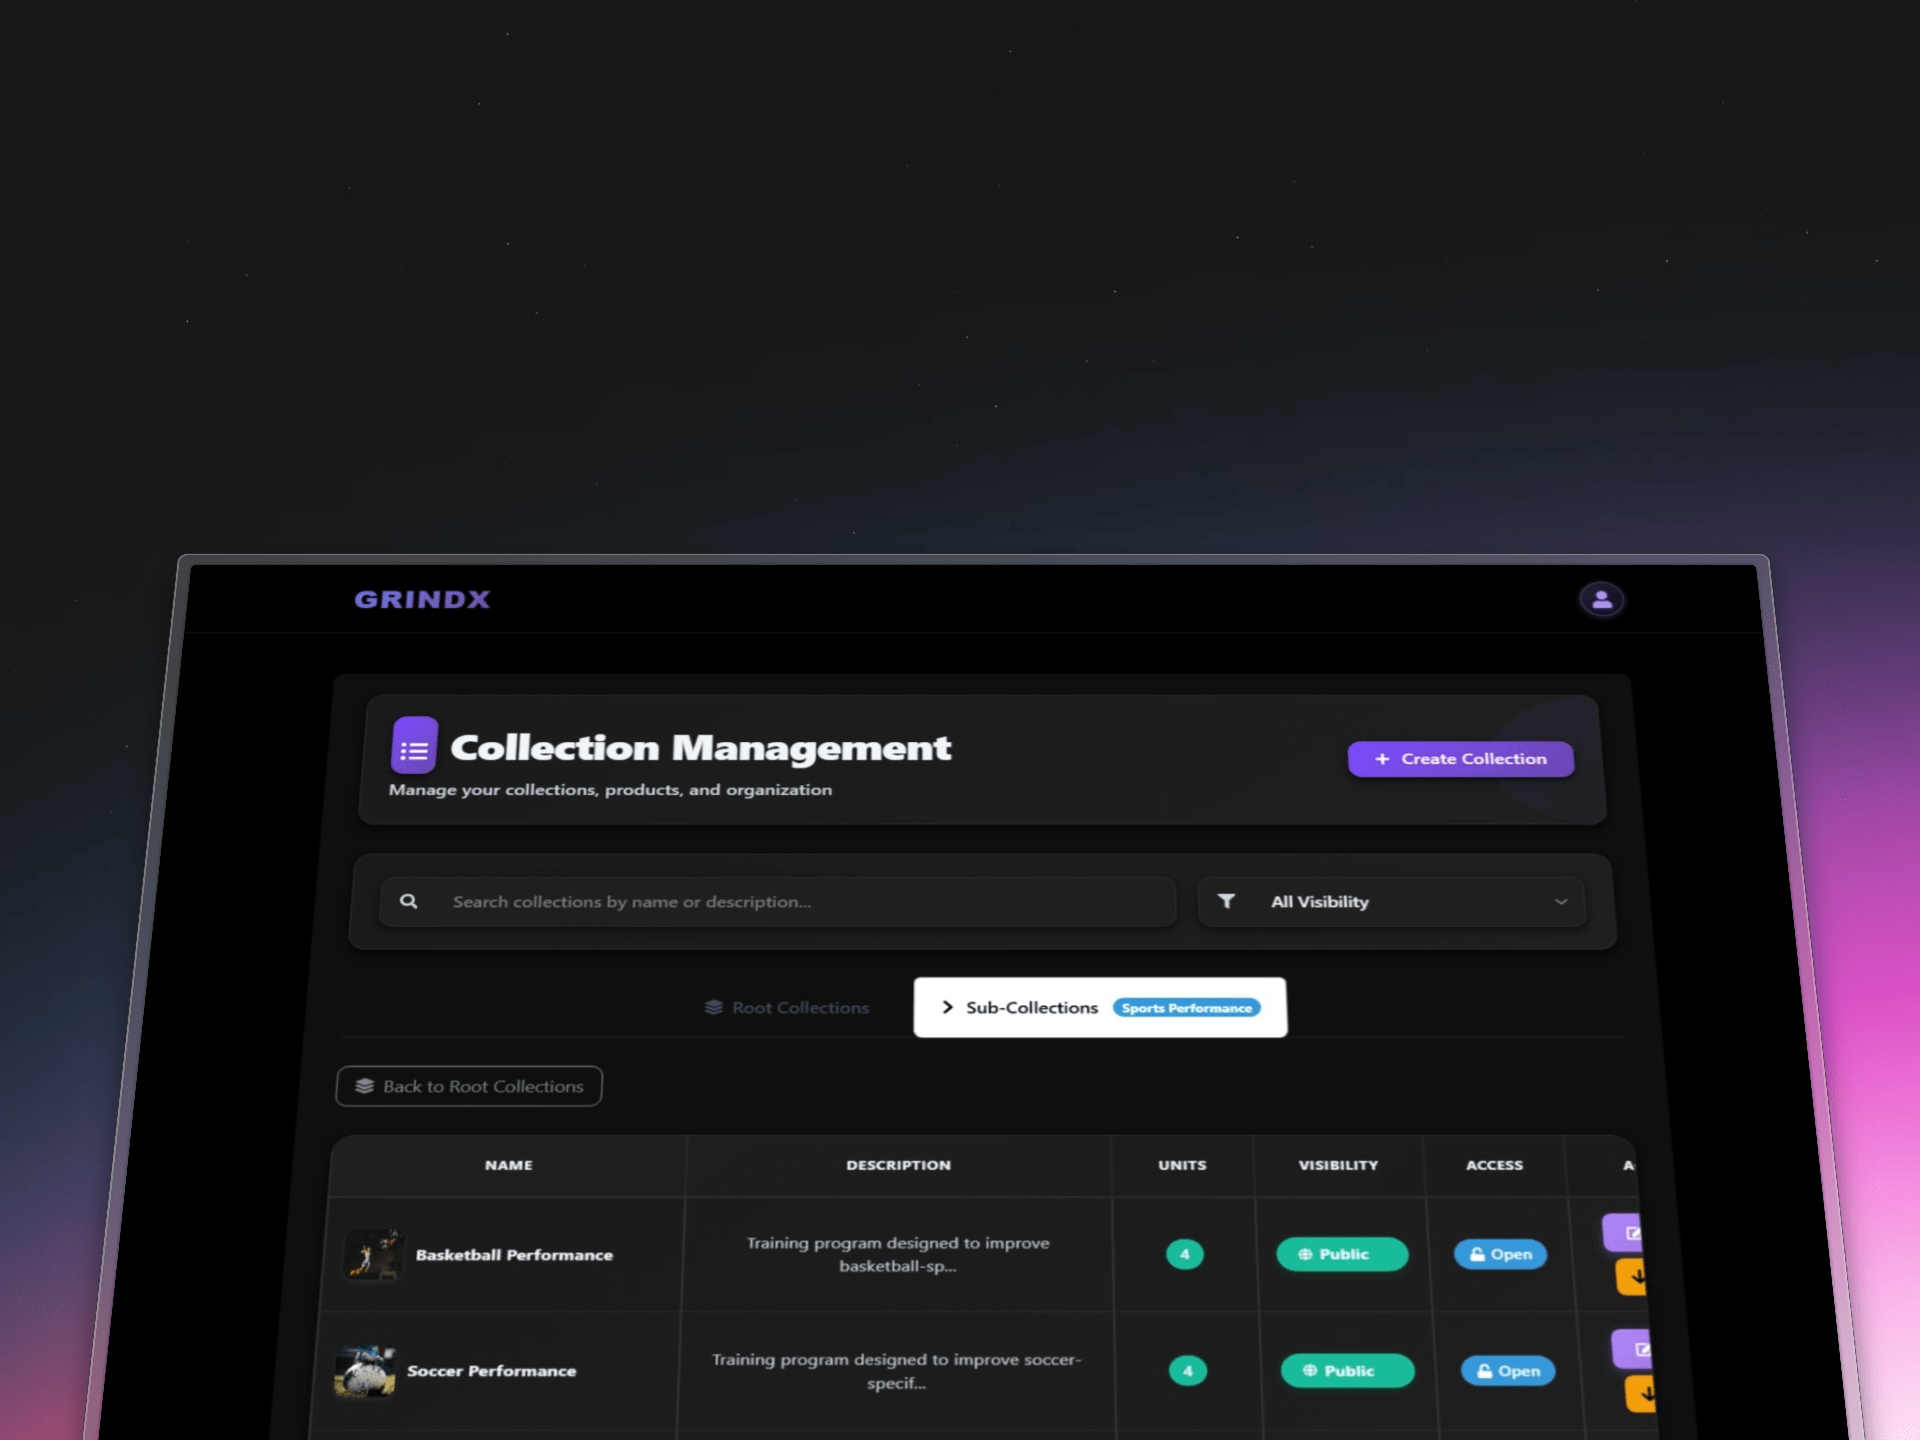 GRINDX
Collection Management
Manage your collections, products, and organization
+ Create Collection
Search collections by name or description...
All Visibility
Root Collections
Sub-Collections Sports Performance
Back to Root Collections
NAME DESCRIPTION UNITS VISIBILITY ACCESS A
Basketball Performance
Training program designed to improve
basketball-sp...
4
Public
Open
Soccer Performance
Training program designed to improve soccer-
specif...
4
Public
Open